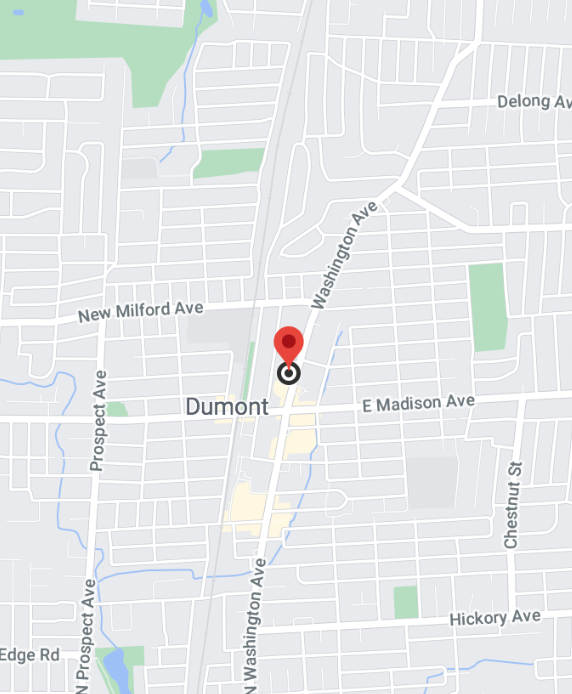 Delong Av
Washington Ave
New Milford Ave
Prospect Ave
Dumont
E Madison Ave
Chestnut St
N Washington Ave
N Prospect Ave
Hickory Ave
Edge Rd